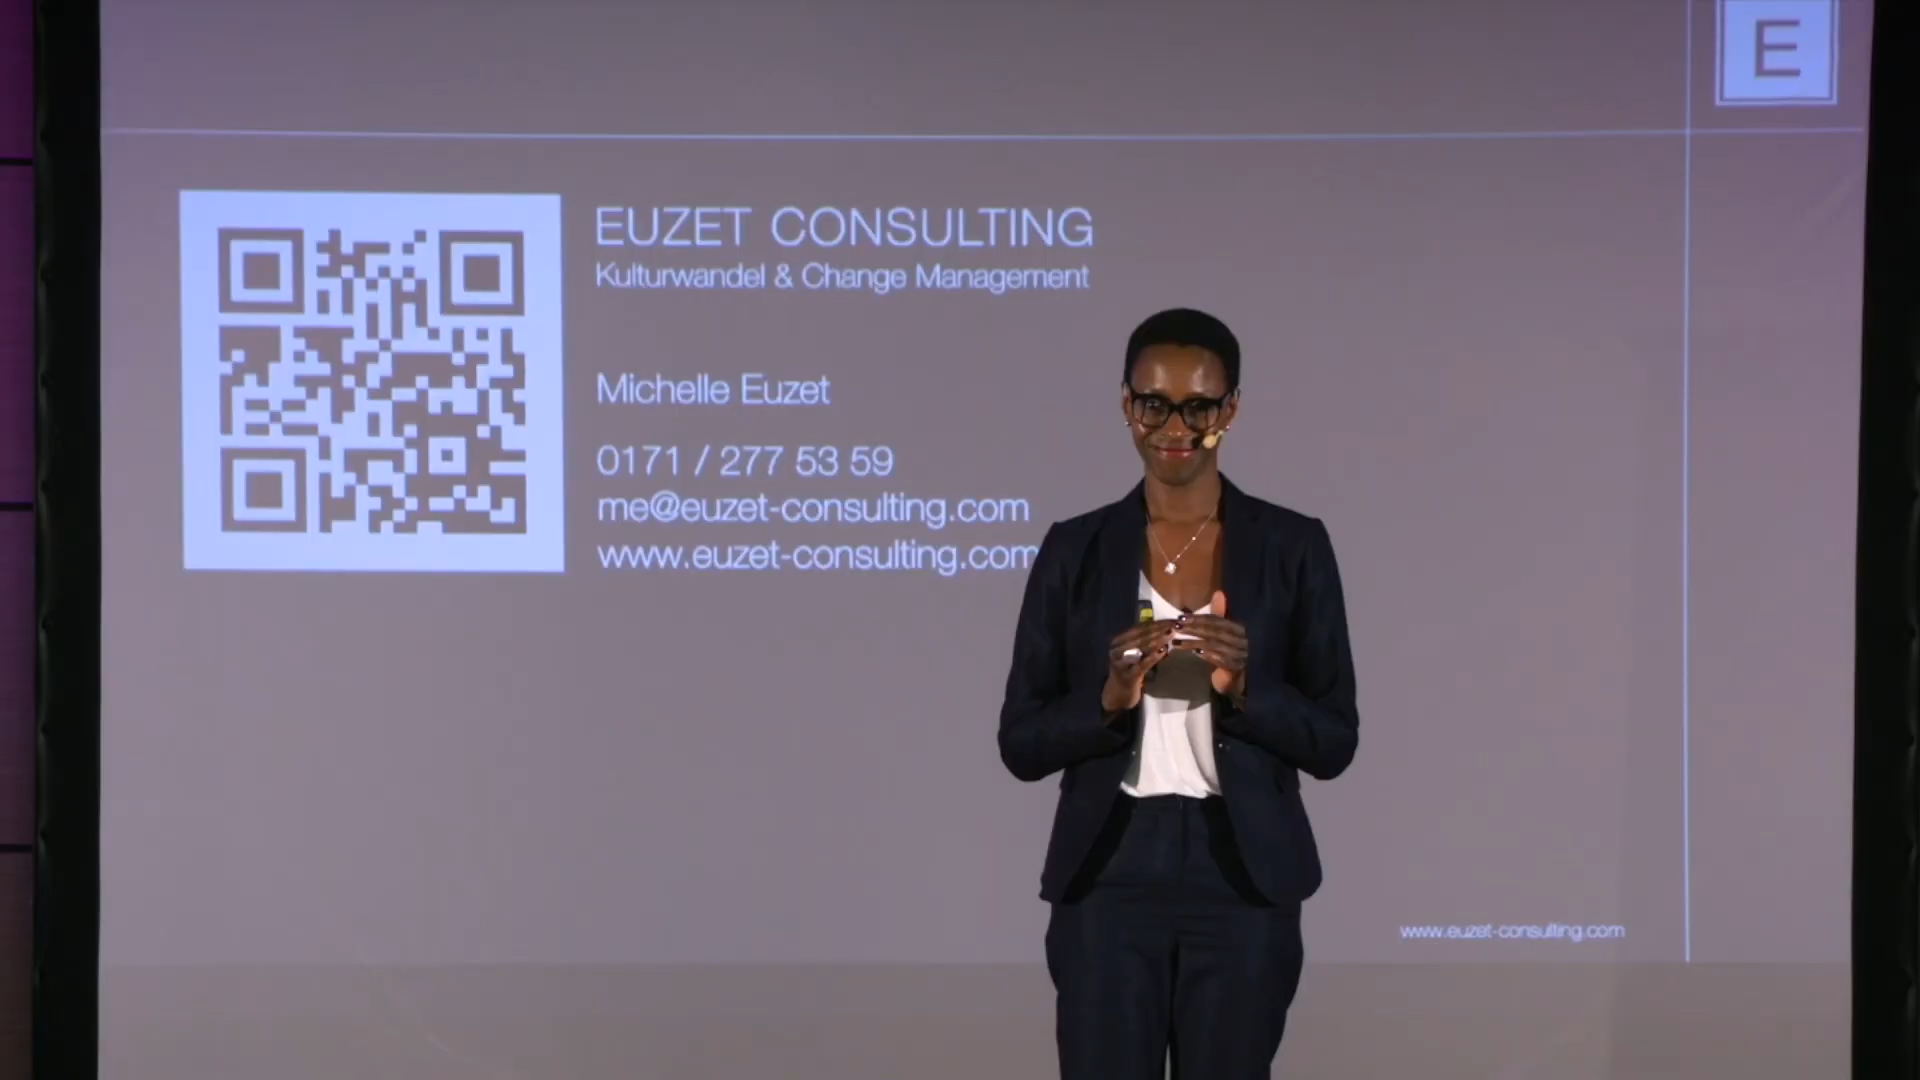 E
EUZET CONSULTING
Kulturwandel & Change Management
Michelle Euzet
0171 / 277 53 59
me@euzet-consulting.com
www.euzet-consulting.com
www.euzet-consulting.com